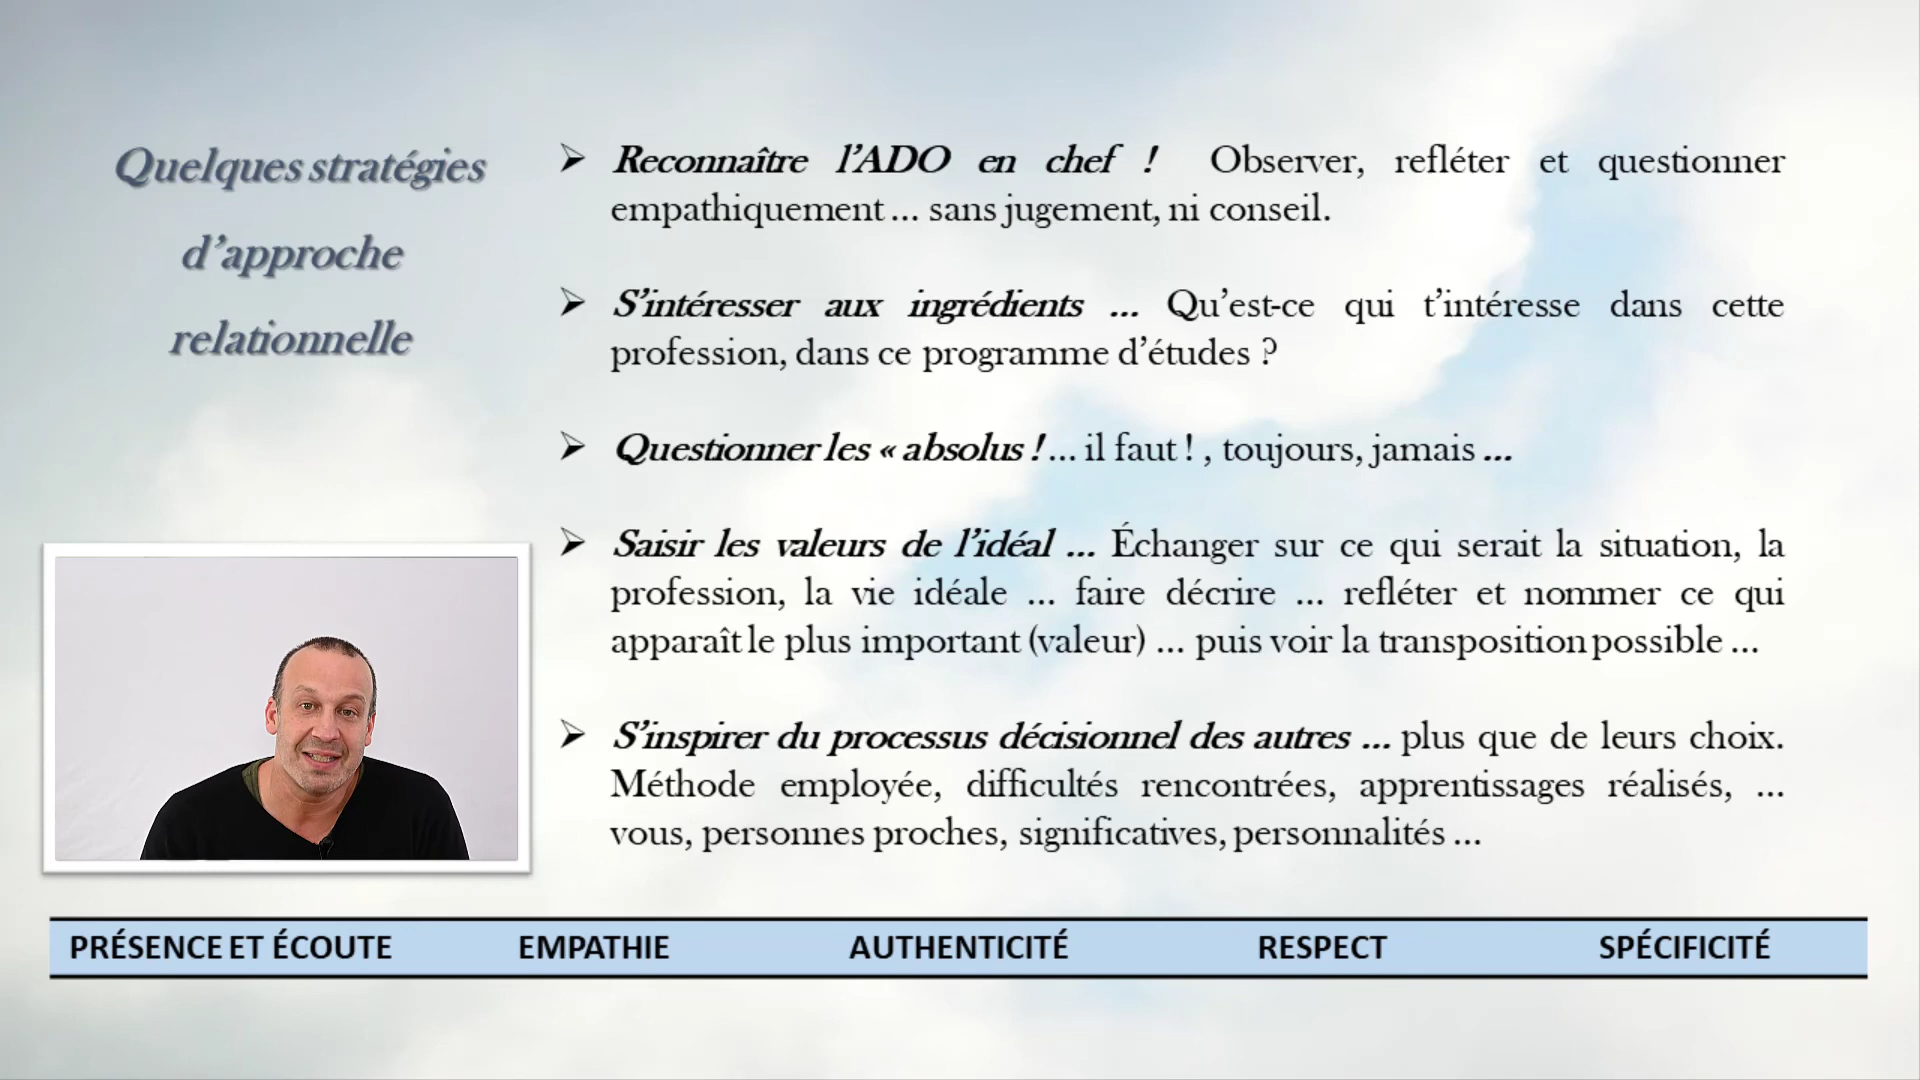 Quelques stratégies
d'approche
relationnelle
➢ Reconnaître l'ADO en chef ! Observer, refléter et questionner
empathiquement ... sans jugement, ni conseil.
➢ S'intéresser aux ingrédients ... Qu'est-ce qui t'intéresse dans cette
profession, dans ce programme d'études ?
➢ Questionner les « absolus !... il faut ! , toujours, jamais ...
➢ Saisir les valeurs de l'idéal ... Échanger sur ce qui serait la situation, la
profession, la vie idéale ... faire décrire ... refléter et nommer ce qui
apparaît le plus important (valeur) ... puis voir la transposition possible ...
➢ S'inspirer du processus décisionnel des autres ... plus que de leurs choix.
Méthode employée, difficultés rencontrées, apprentissages réalisés, ...
vous, personnes proches, significatives, personnalités ...
PRÉSENCE ET ÉCOUTE EMPATHIE AUTHENTICITÉ RESPECT SPÉCIFICITÉ